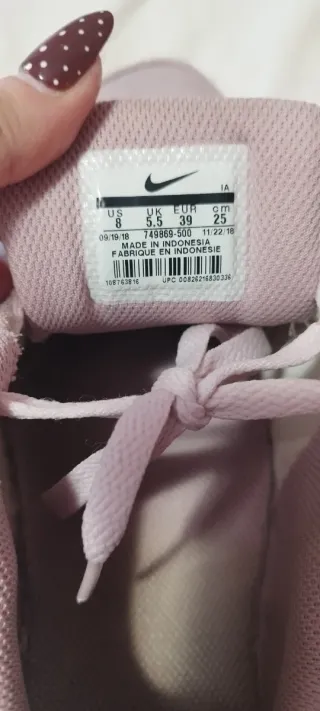 IA
US UK EUR cm
8 5.5 39 25
09/19/18 749869-500 11/22/18
MADE IN INDONESIA
FABRIQUE EN INDONESIE
108763816 UPC 00826216830336